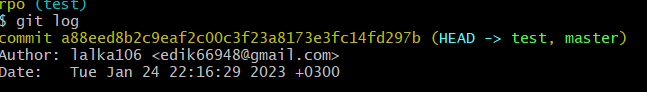 rpo (test)
$ git log
commit a88eed8b2c9eaf2c00c3f23a8173e3fc14fd297b (HEAD -> test, master)
Author: lalka106 <edik66948@gmail.com>
Date:   Tue Jan 24 22:16:29 2023 +0300